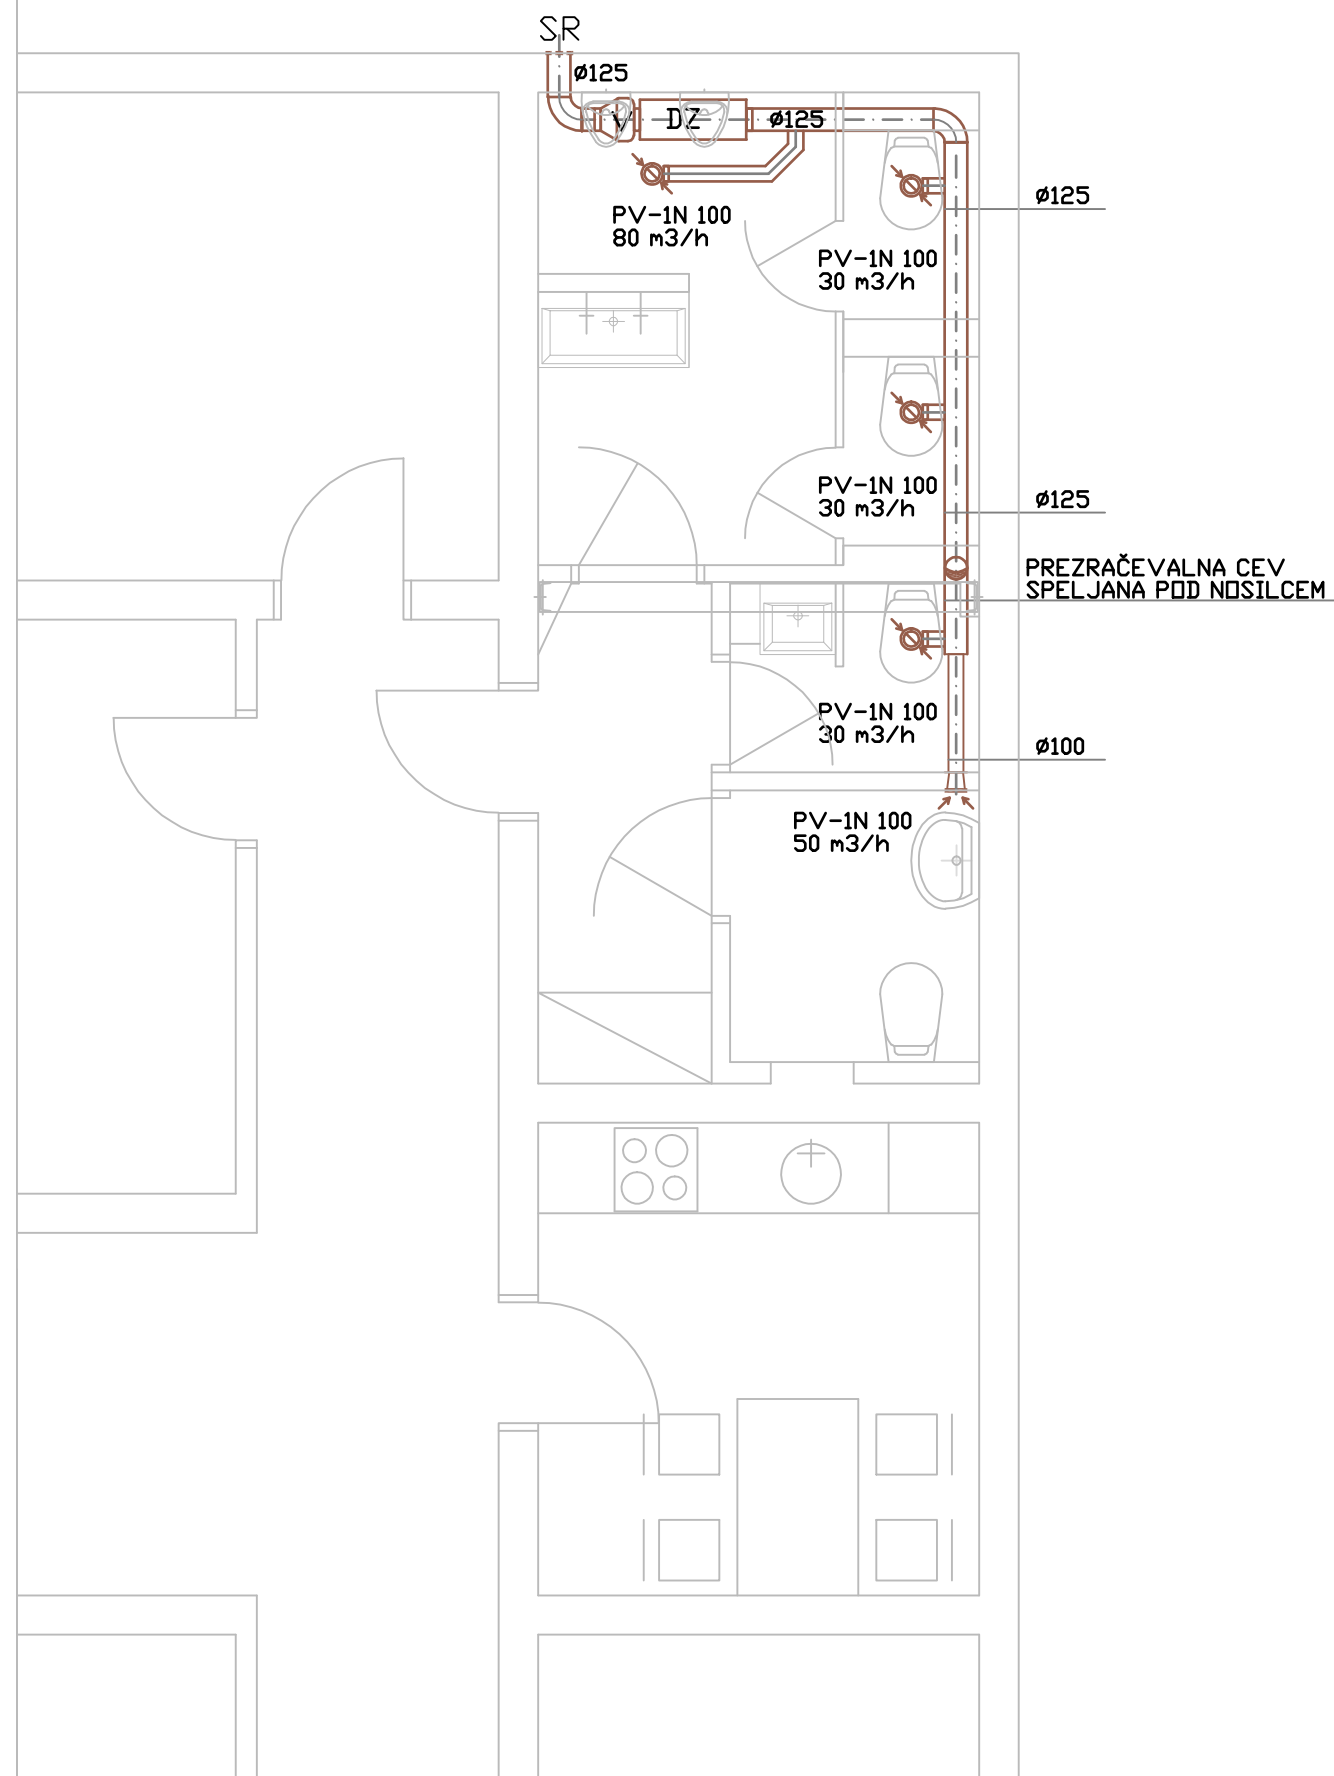 SR
ø125
V
DZ
ø125
PV-1N 100
80 m3/h
ø125
PV-1N 100
30 m3/h
PV-1N 100
30 m3/h
ø125
PREZRAČEVALNA CEV
SPELJANA POD NOSILCEM
PV-1N 100
30 m3/h
ø100
PV-1N 100
50 m3/h